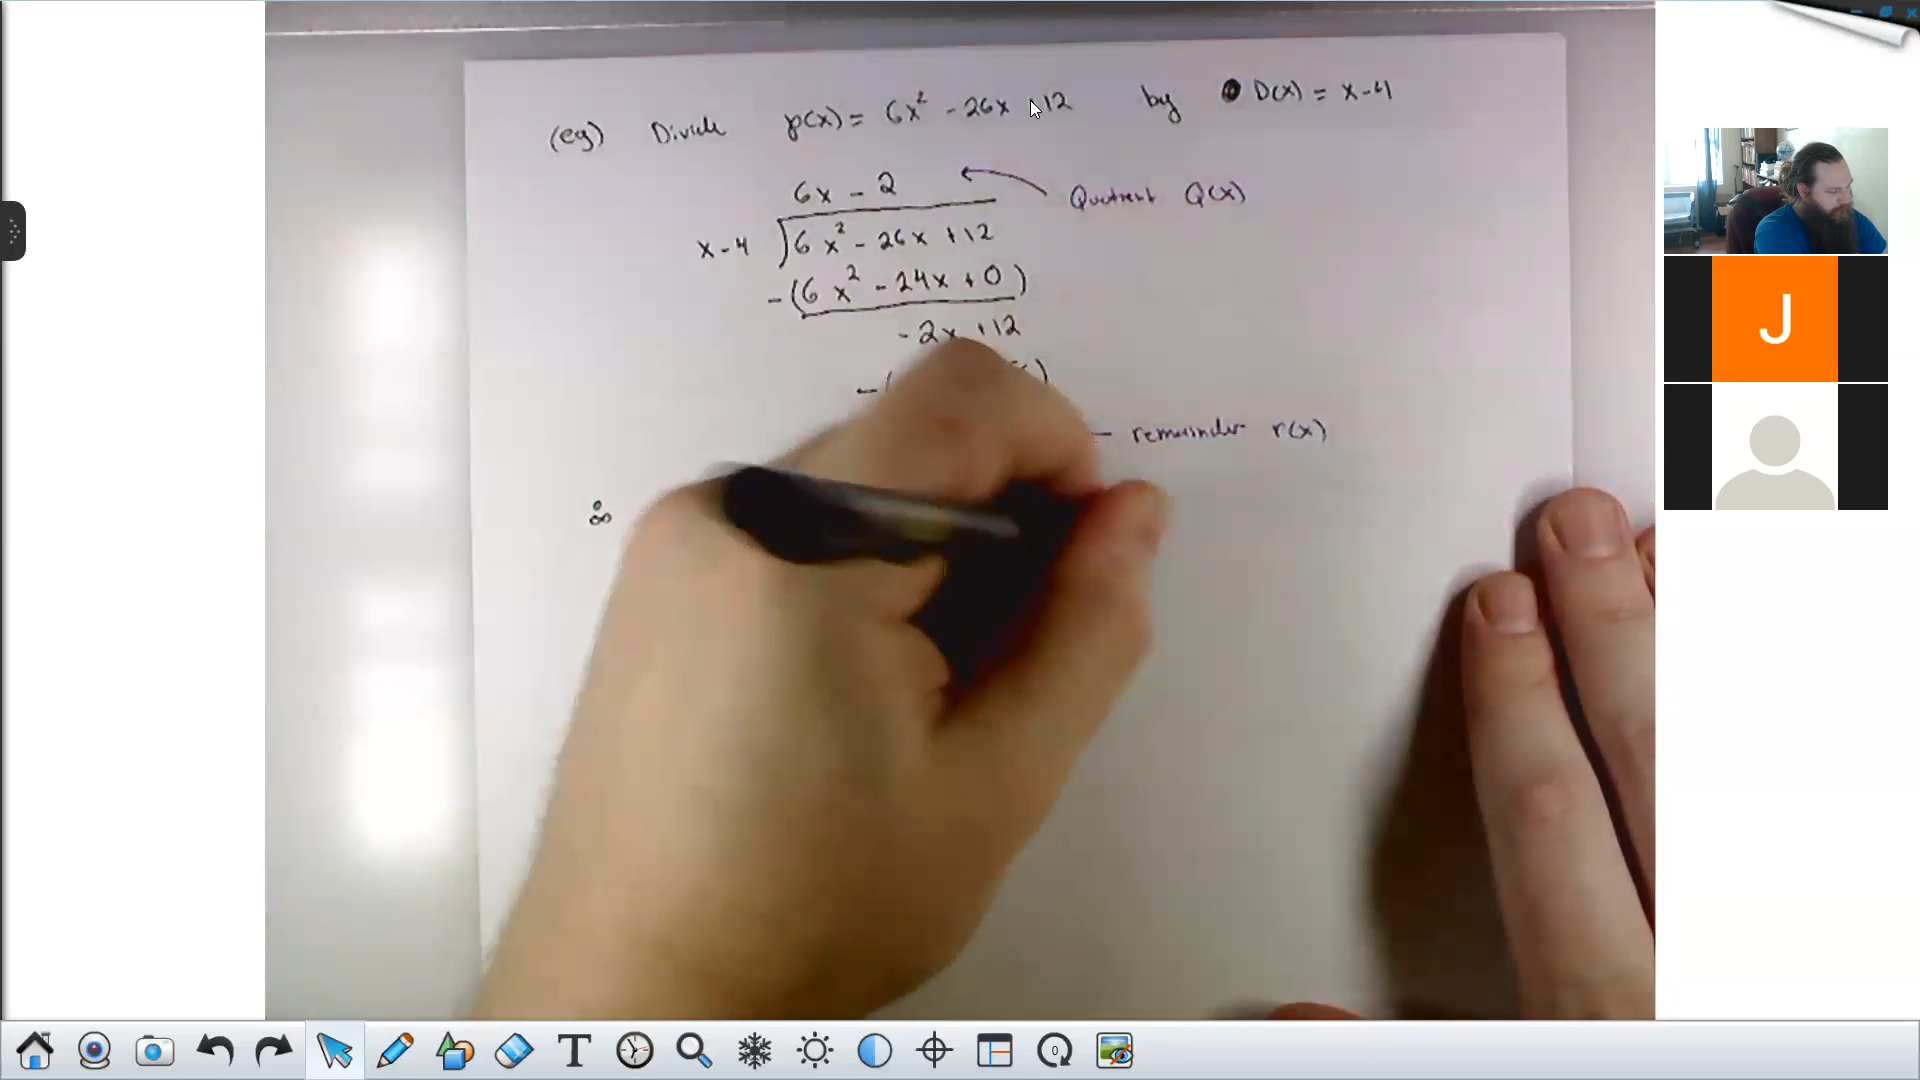 (eg) Divide p(x) = 6x² - 26x +12 by D(x) = x-4
6x - 2
Quotient Q(x)
x-4 )6x² - 26x +12
-(6x² - 24x + 0)
-2x +12
-( )
remainder r(x)
∴
J
T
0